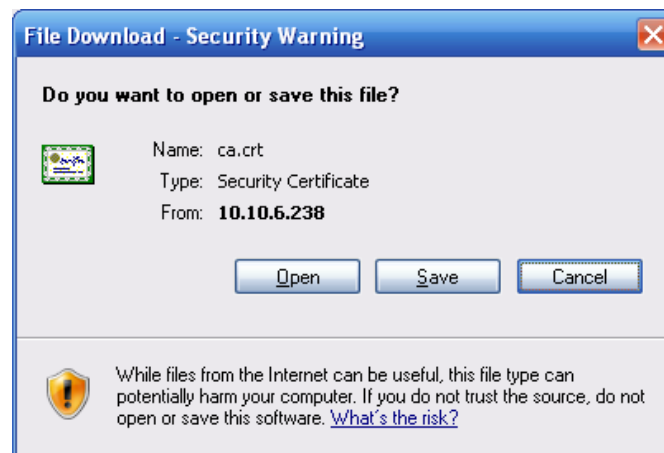 File Download - Security Warning
Do you want to open or save this file?
Name: ca.crt
Type: Security Certificate
From: 10.10.6.238
Open Save Cancel
While files from the Internet can be useful, this file type can
potentially harm your computer. If you do not trust the source, do not
open or save this software. What's the risk?